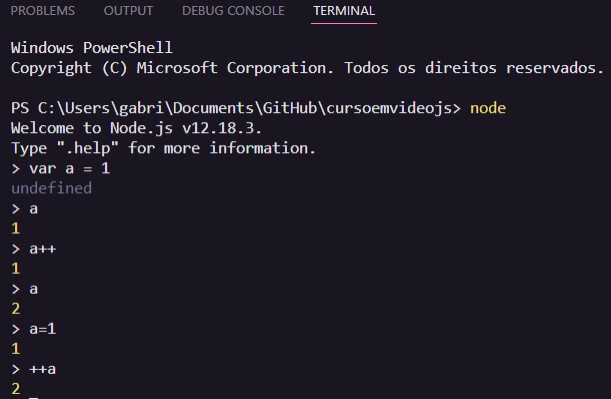 PROBLEMS OUTPUT DEBUG CONSOLE TERMINAL
Windows PowerShell
Copyright (C) Microsoft Corporation. Todos os direitos reservados.
PS C:\Users\gabri\Documents\GitHub\cursoemvideojs> node
Welcome to Node.js v12.18.3.
Type ".help" for more information.
> var a = 1
undefined
> a
1
> a++
1
> a
2
> a=1
1
> ++a
2